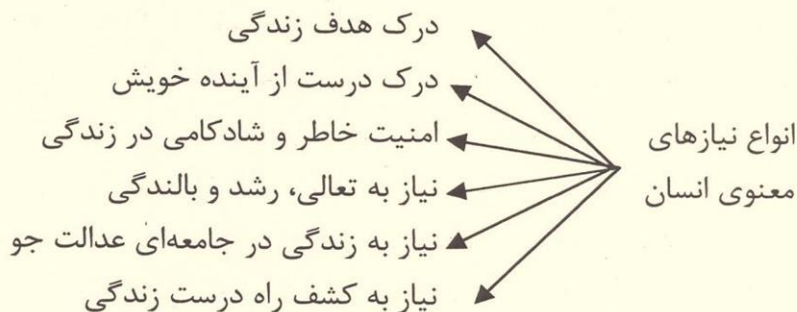 انواع نیازهای
معنوی انسان
درک هدف زندگی
درک درست از آینده خویش
امنیت خاطر و شادکامی در زندگی
نیاز به تعالی، رشد و بالندگی
نیاز به زندگی در جامعه‌ای عدالت جو
نیاز به کشف راه درست زندگی